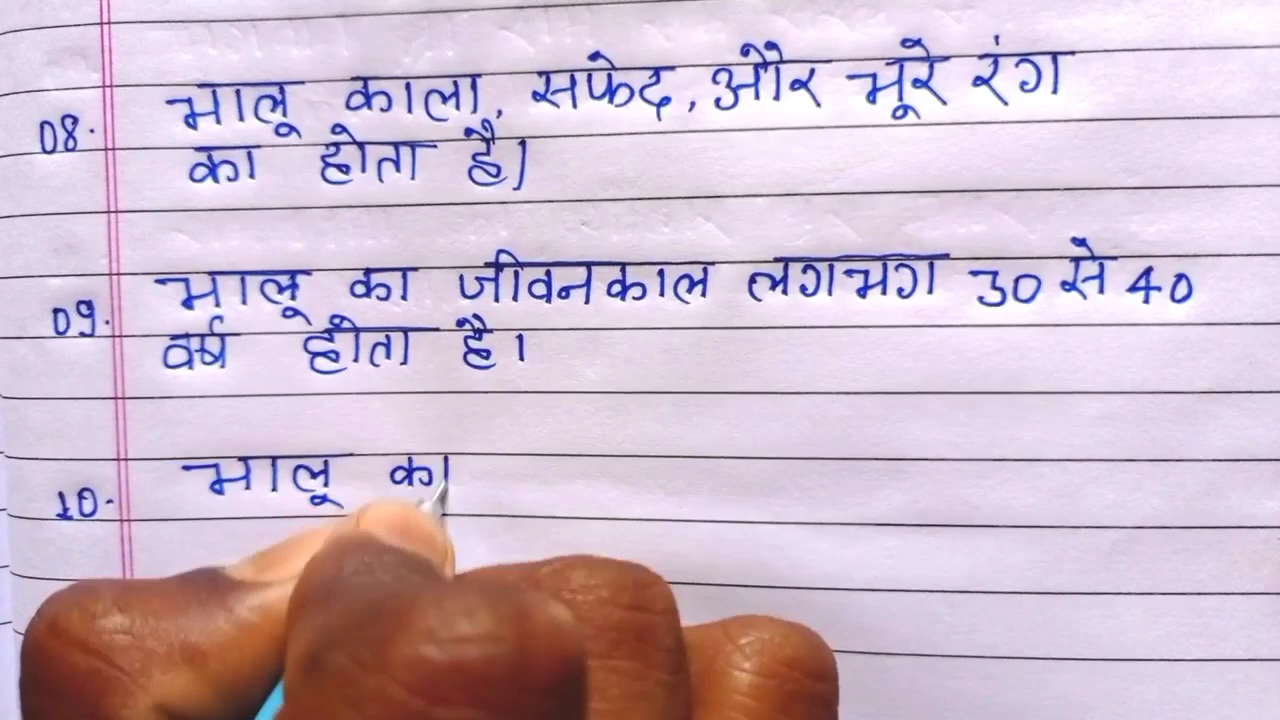 08. भालू काला, सफेद, और भूरे रंग
का होता है।
09. भालू का जीवनकाल लगभग 30 से 40
वर्ष होता है।
10. भालू का